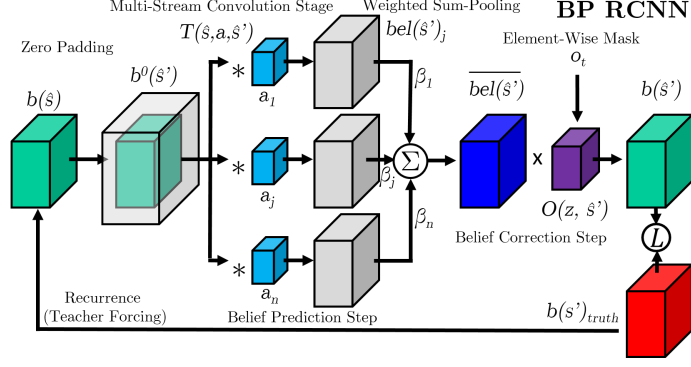 Multi-Stream Convolution Stage
Weighted Sum-Pooling
BP RCNN
Zero Padding
T(ŝ,a,ŝ’)
bel(ŝ’)ⱼ
Element-Wise Mask
oₜ
b(ŝ)
b⁰(ŝ’)
*
a₁
β₁
bel(ŝ’)
b(ŝ’)
*
aⱼ
βⱼ
Σ
x
O(z, ŝ’)
βₙ
Belief Correction Step
L
*
aₙ
Recurrence
(Teacher Forcing)
Belief Prediction Step
b(s’)ₜᵣᵤₜₕ